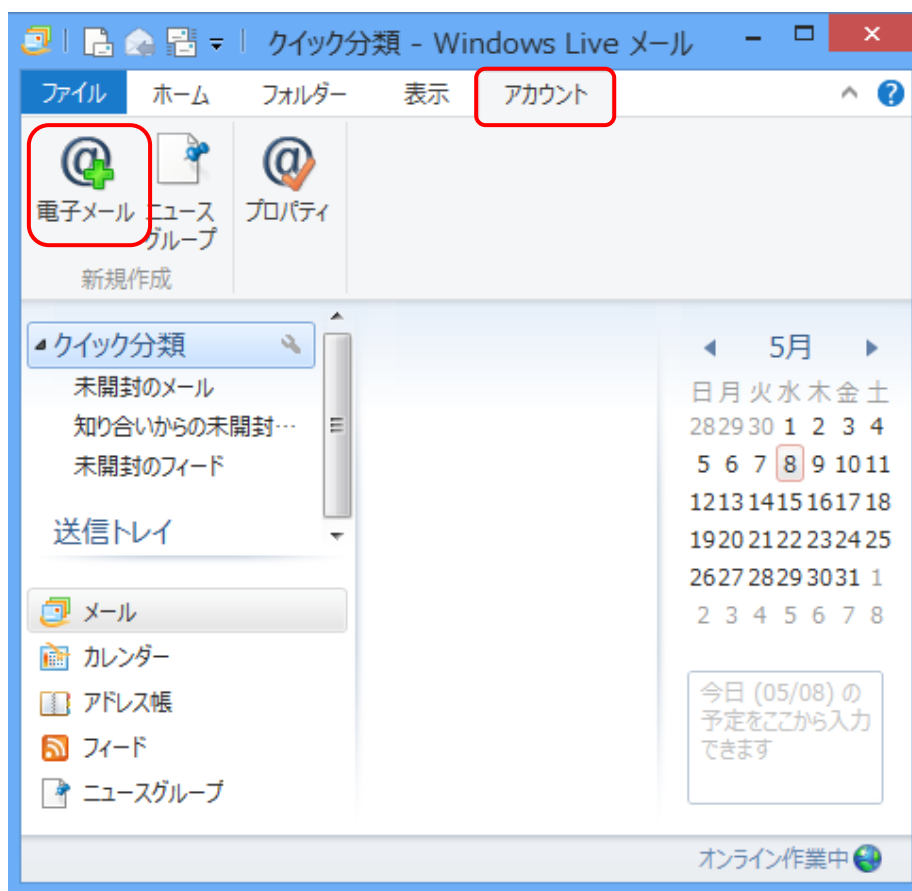 クイック分類 - Windows Live メール
ファイル ホーム フォルダー 表示 アカウント
電子メール ニュースグループ プロパティ
新規作成
クイック分類
未開封のメール
知り合いからの未開封…
未開封のフィード
送信トレイ
メール
カレンダー
アドレス帳
フィード
ニュースグループ
5月
日 月 火 水 木 金 土
28 29 30 1 2 3 4
5 6 7 8 9 10 11
12 13 14 15 16 17 18
19 20 21 22 23 24 25
26 27 28 29 30 31 1
2 3 4 5 6 7 8
今日 (05/08) の
予定をここから入力
できます
オンライン作業中